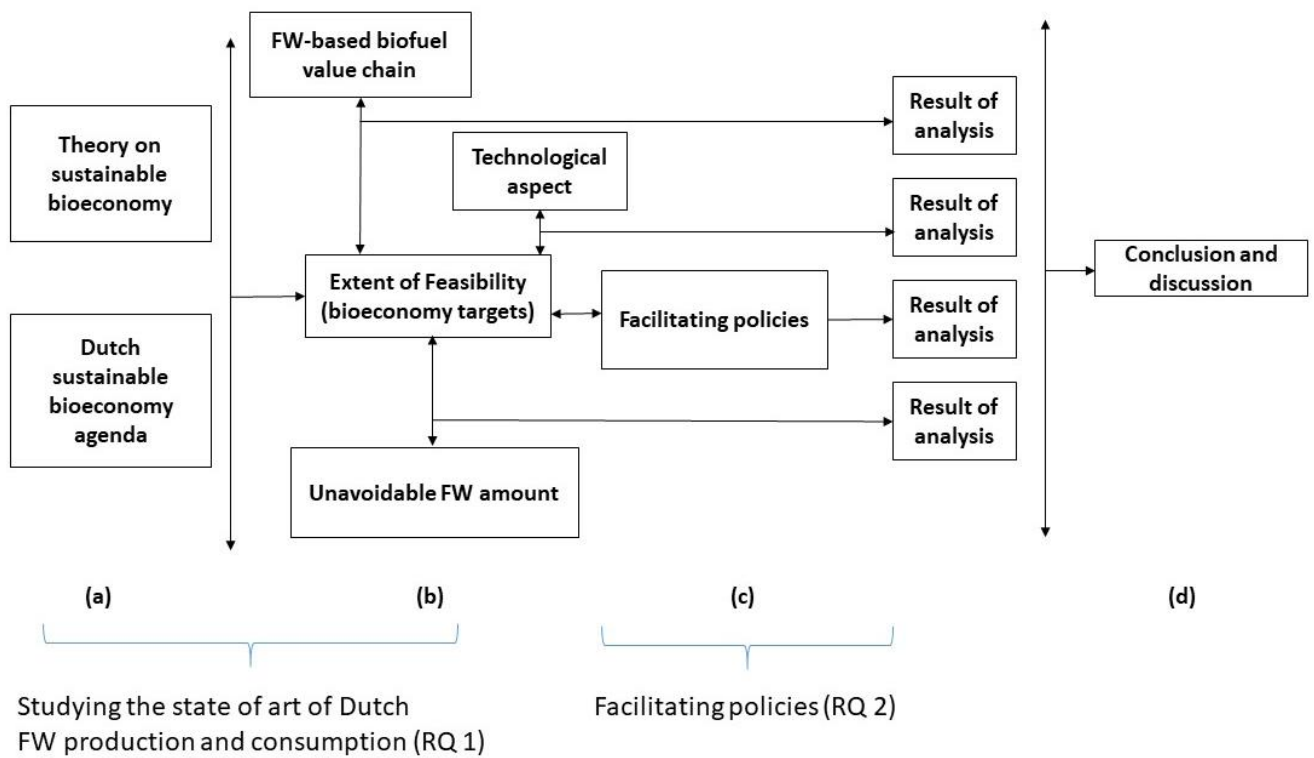 Theory on
sustainable
bioeconomy
Dutch
sustainable
bioeconomy
agenda
FW-based biofuel
value chain
Technological
aspect
Extent of Feasibility
(bioeconomy targets)
Facilitating policies
Unavoidable FW amount
Result of
analysis
Result of
analysis
Result of
analysis
Result of
analysis
Conclusion and
discussion
(a)
(b)
(c)
(d)
Studying the state of art of Dutch
FW production and consumption (RQ 1)
Facilitating policies (RQ 2)